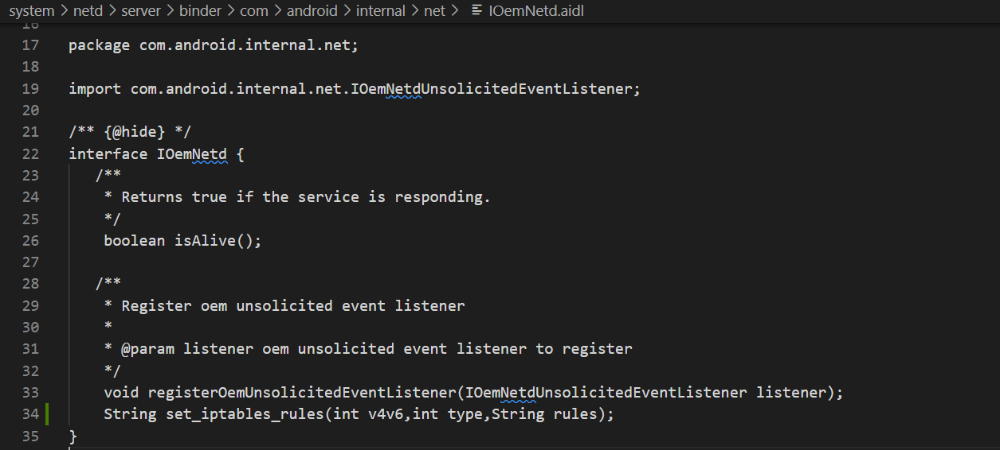 system > netd > server > binder > com > android > internal > net > IOemNetd.aidl
16
17 package com.android.internal.net;
18
19 import com.android.internal.net.IOemNetdUnsolicitedEventListener;
20
21 /** {@hide} */
22 interface IOemNetd {
23 /**
24 * Returns true if the service is responding.
25 */
26 boolean isAlive();
27
28 /**
29 * Register oem unsolicited event listener
30 *
31 * @param listener oem unsolicited event listener to register
32 */
33 void registerOemUnsolicitedEventListener(IOemNetdUnsolicitedEventListener listener);
34 String set_iptables_rules(int v4v6,int type,String rules);
35 }